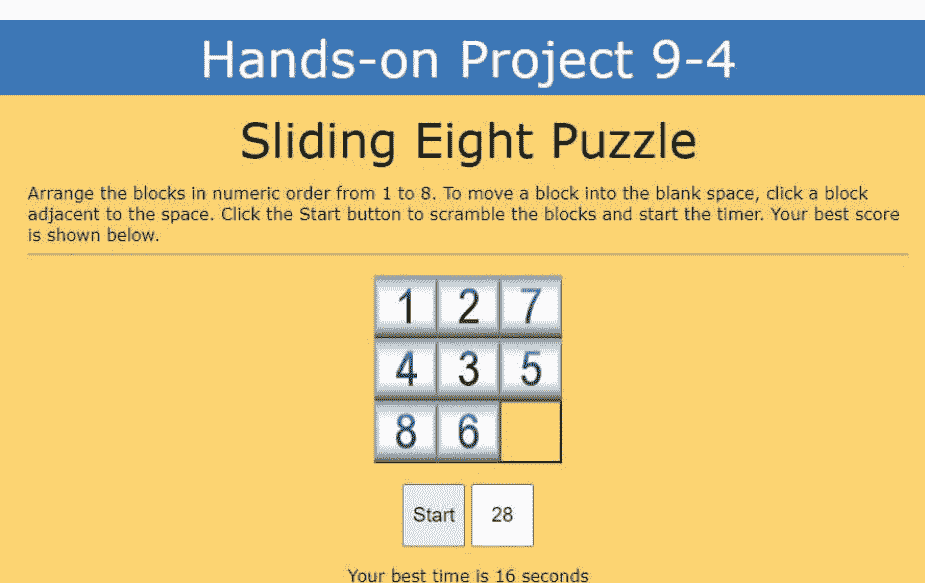 Hands-on Project 9-4
Sliding Eight Puzzle
Arrange the blocks in numeric order from 1 to 8. To move a block into the blank space, click a block
adjacent to the space. Click the Start button to scramble the blocks and start the timer. Your best score
is shown below.
1 2 7
4 3 5
8 6
Start 28
Your best time is 16 seconds